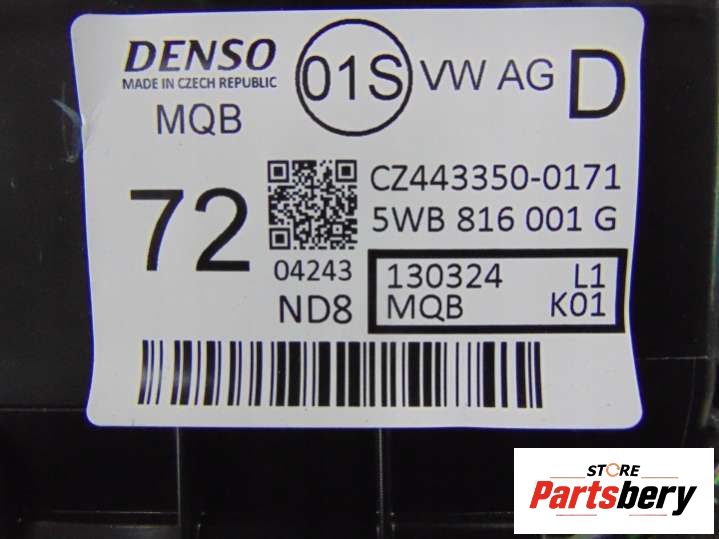 DENSO
MADE IN CZECH REPUBLIC
MQB
01S
VW AG
D
72
CZ443350-0171
5WB 816 001 G
04243
ND8
130324 L1
MQB K01
STORE
Partsbery